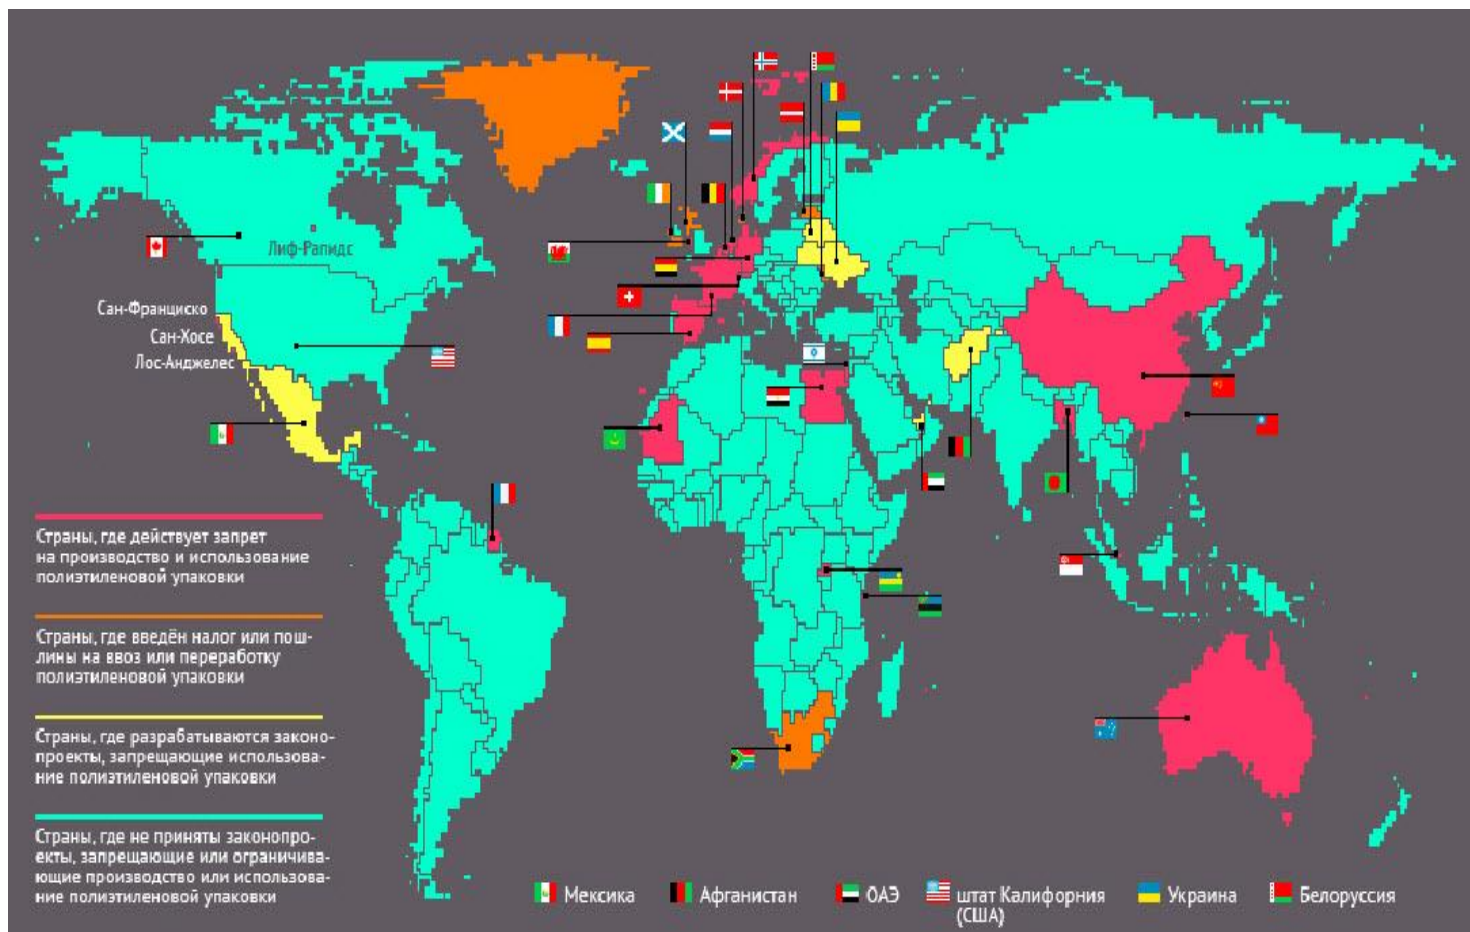 Лиф-Рапидс
Сан-Франциско
Сан-Хосе
Лос-Анджелес
Страны, где действует запрет
на производство и использование
полиэтиленовой упаковки
Страны, где введён налог или пош-
лины на ввоз или переработку
полиэтиленовой упаковки
Страны, где разрабатываются законо-
проекты, запрещающие использова-
ние полиэтиленовой упаковки
Страны, где не приняты законопро-
екты, запрещающие или ограничива-
ющие производство или использова-
ние полиэтиленовой упаковки
Мексика
Афганистан
ОАЭ
штат Калифорния
(США)
Украина
Белоруссия